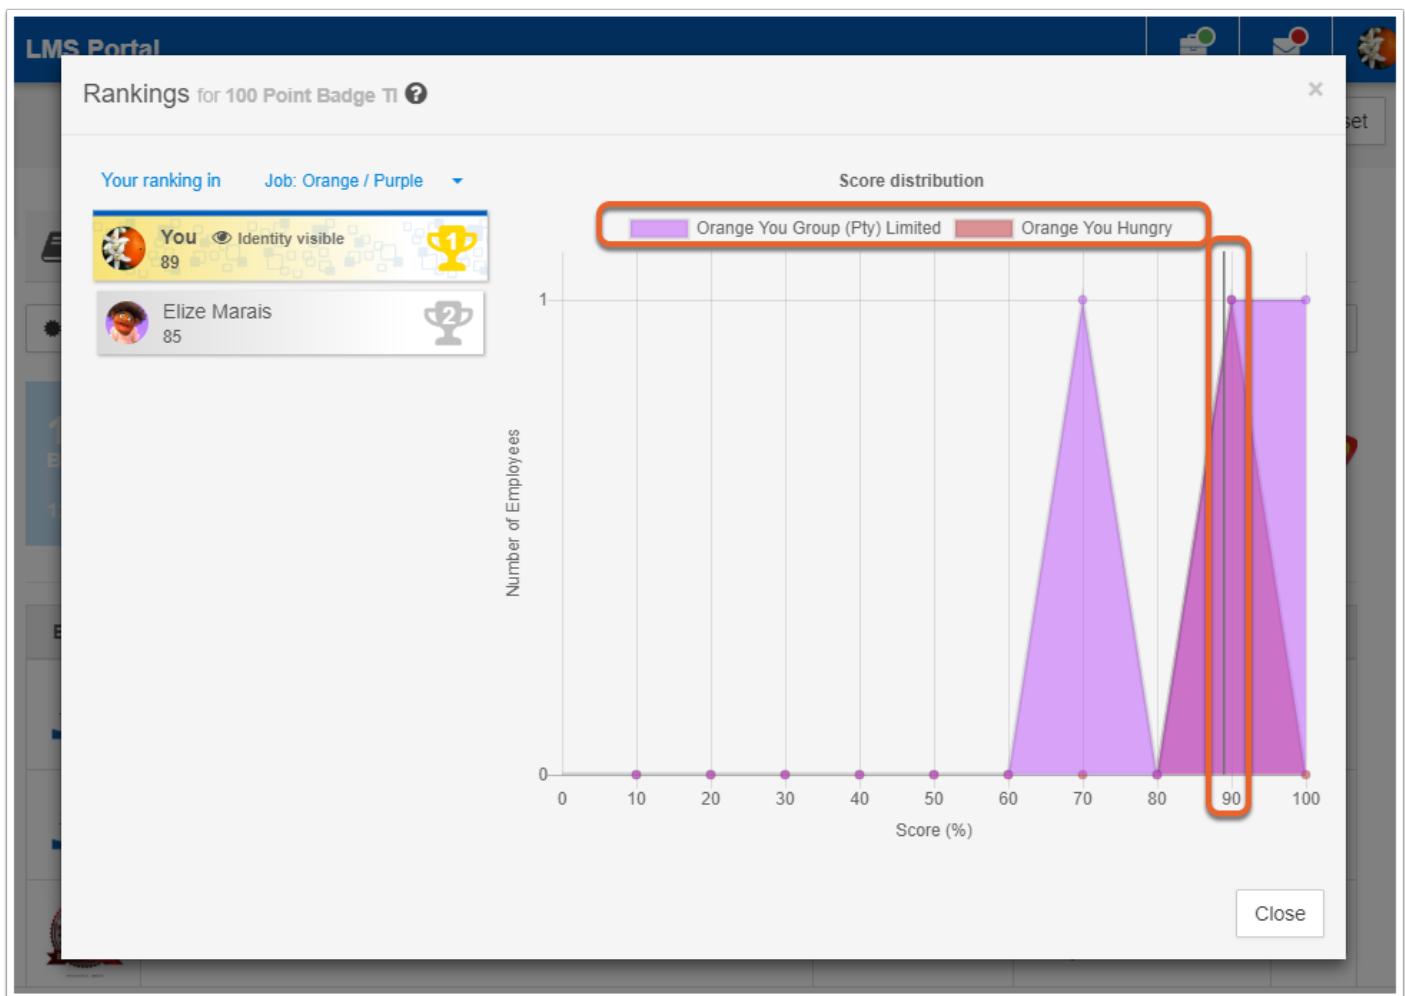 LMS Portal
Rankings for 100 Point Badge TI
×
set
Your ranking in Job: Orange / Purple
You Identity visible
89
1
Elize Marais
85
2
Score distribution
Orange You Group (Pty) Limited Orange You Hungry
1
0
Number of Employees
0 10 20 30 40 50 60 70 80 90 100
Score (%)
Close